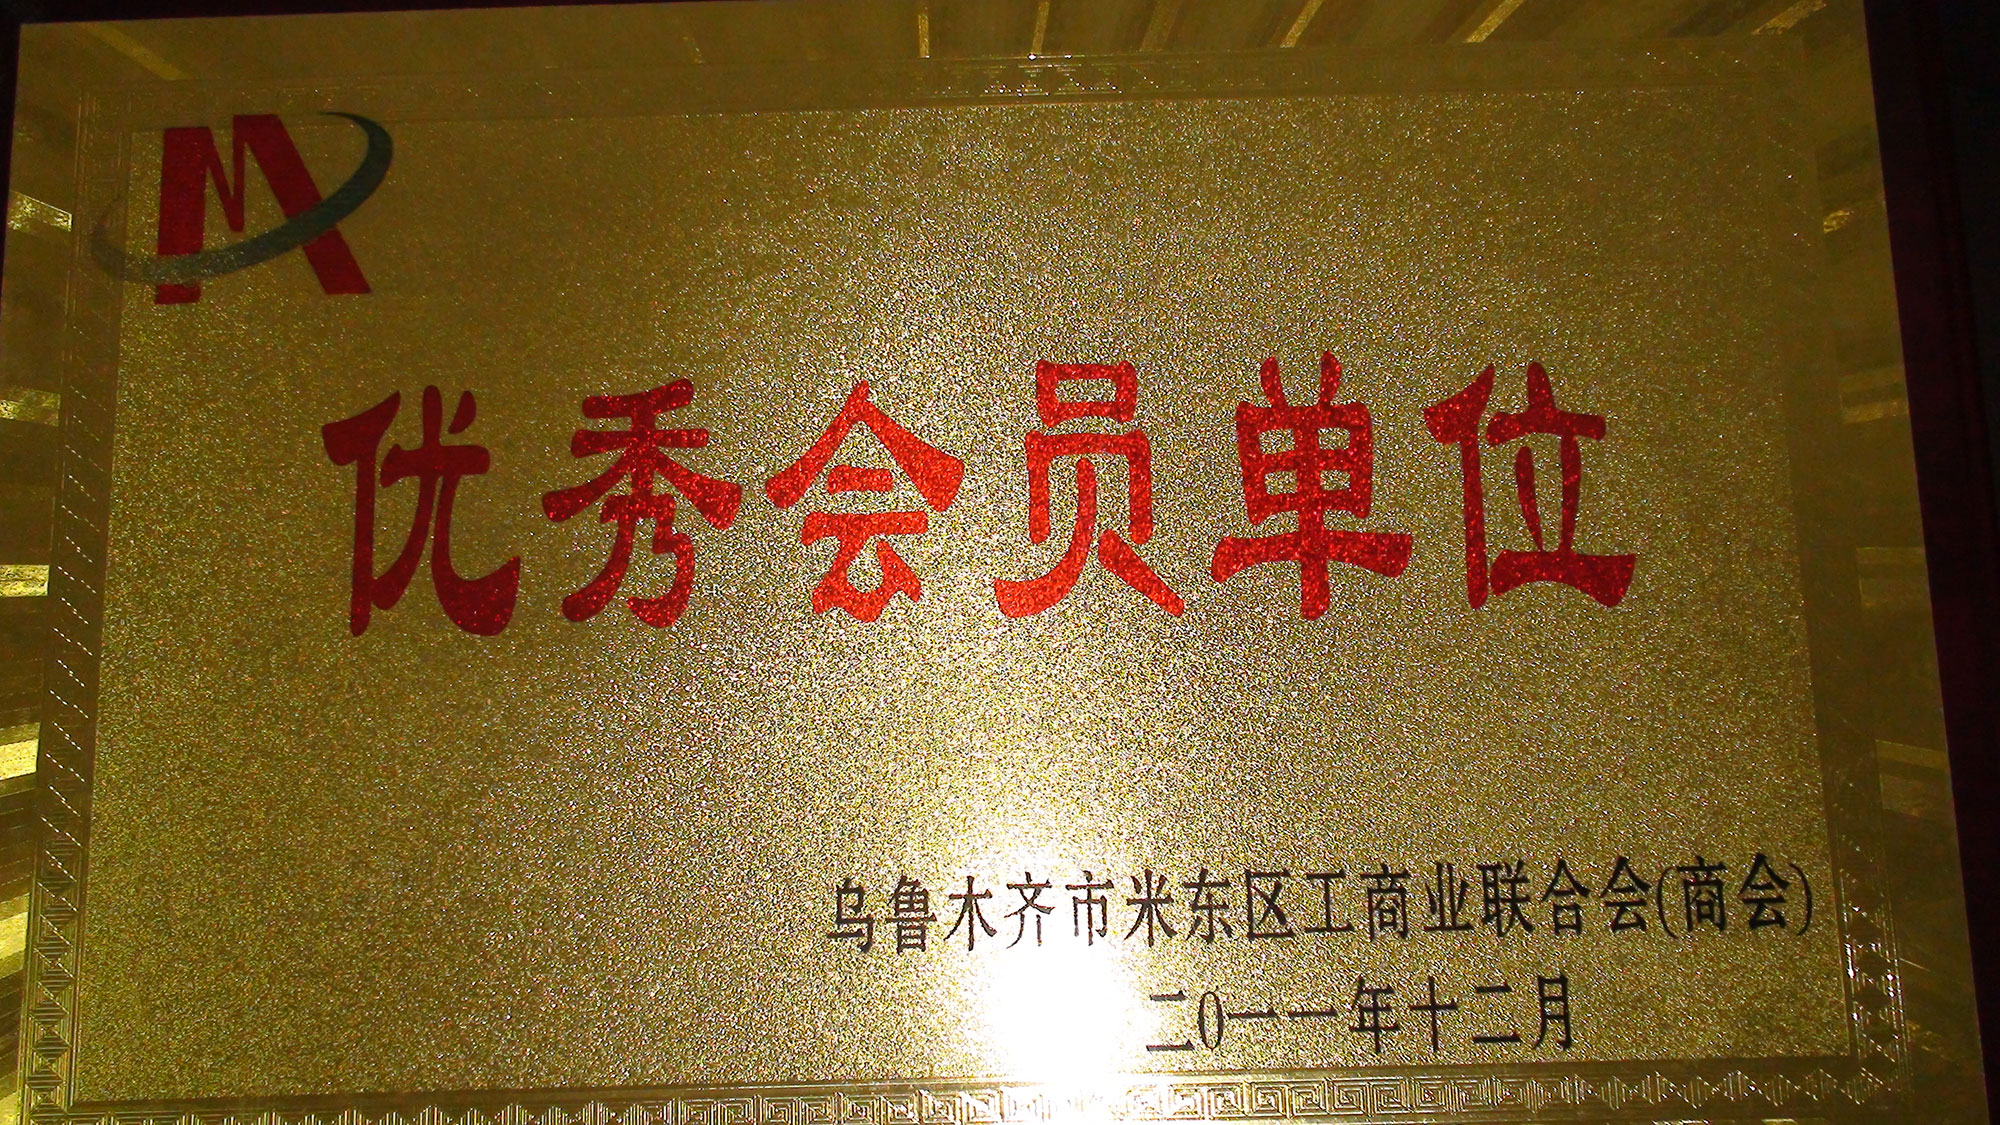 M
优秀会员单位
乌鲁木齐市米东区工商业联合会(商会)
二0一一年十二月